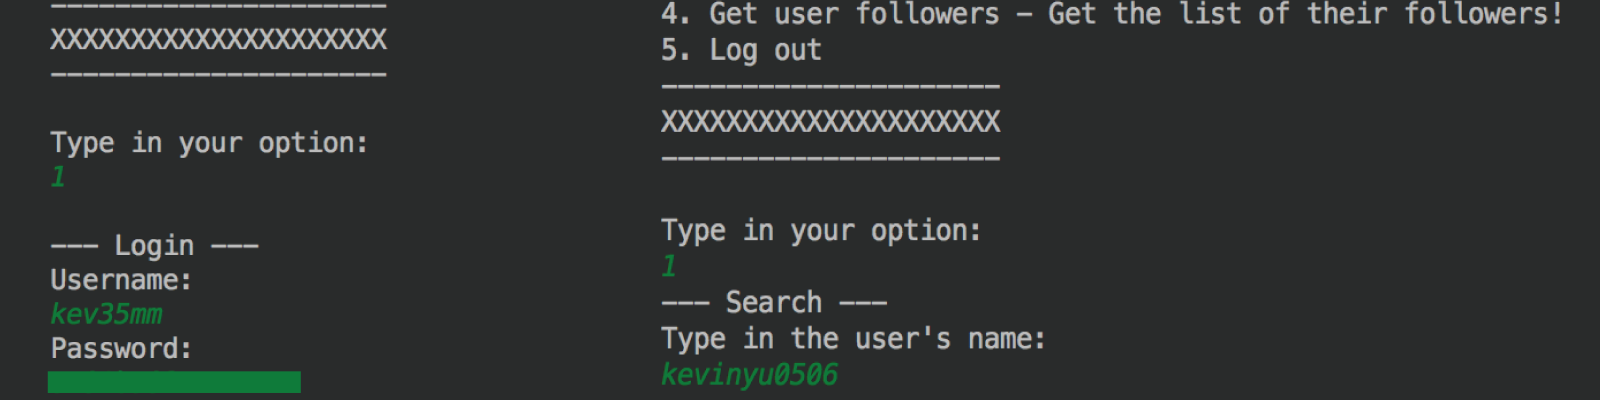 ---------------------
XXXXXXXXXXXXXXXXXXXXX
---------------------
Type in your option:
1
--- Login ---
Username:
kev35mm
Password:
4. Get user followers - Get the list of their followers!
5. Log out
---------------------
XXXXXXXXXXXXXXXXXXXXX
---------------------
Type in your option:
1
--- Search ---
Type in the user's name:
kevinyu0506